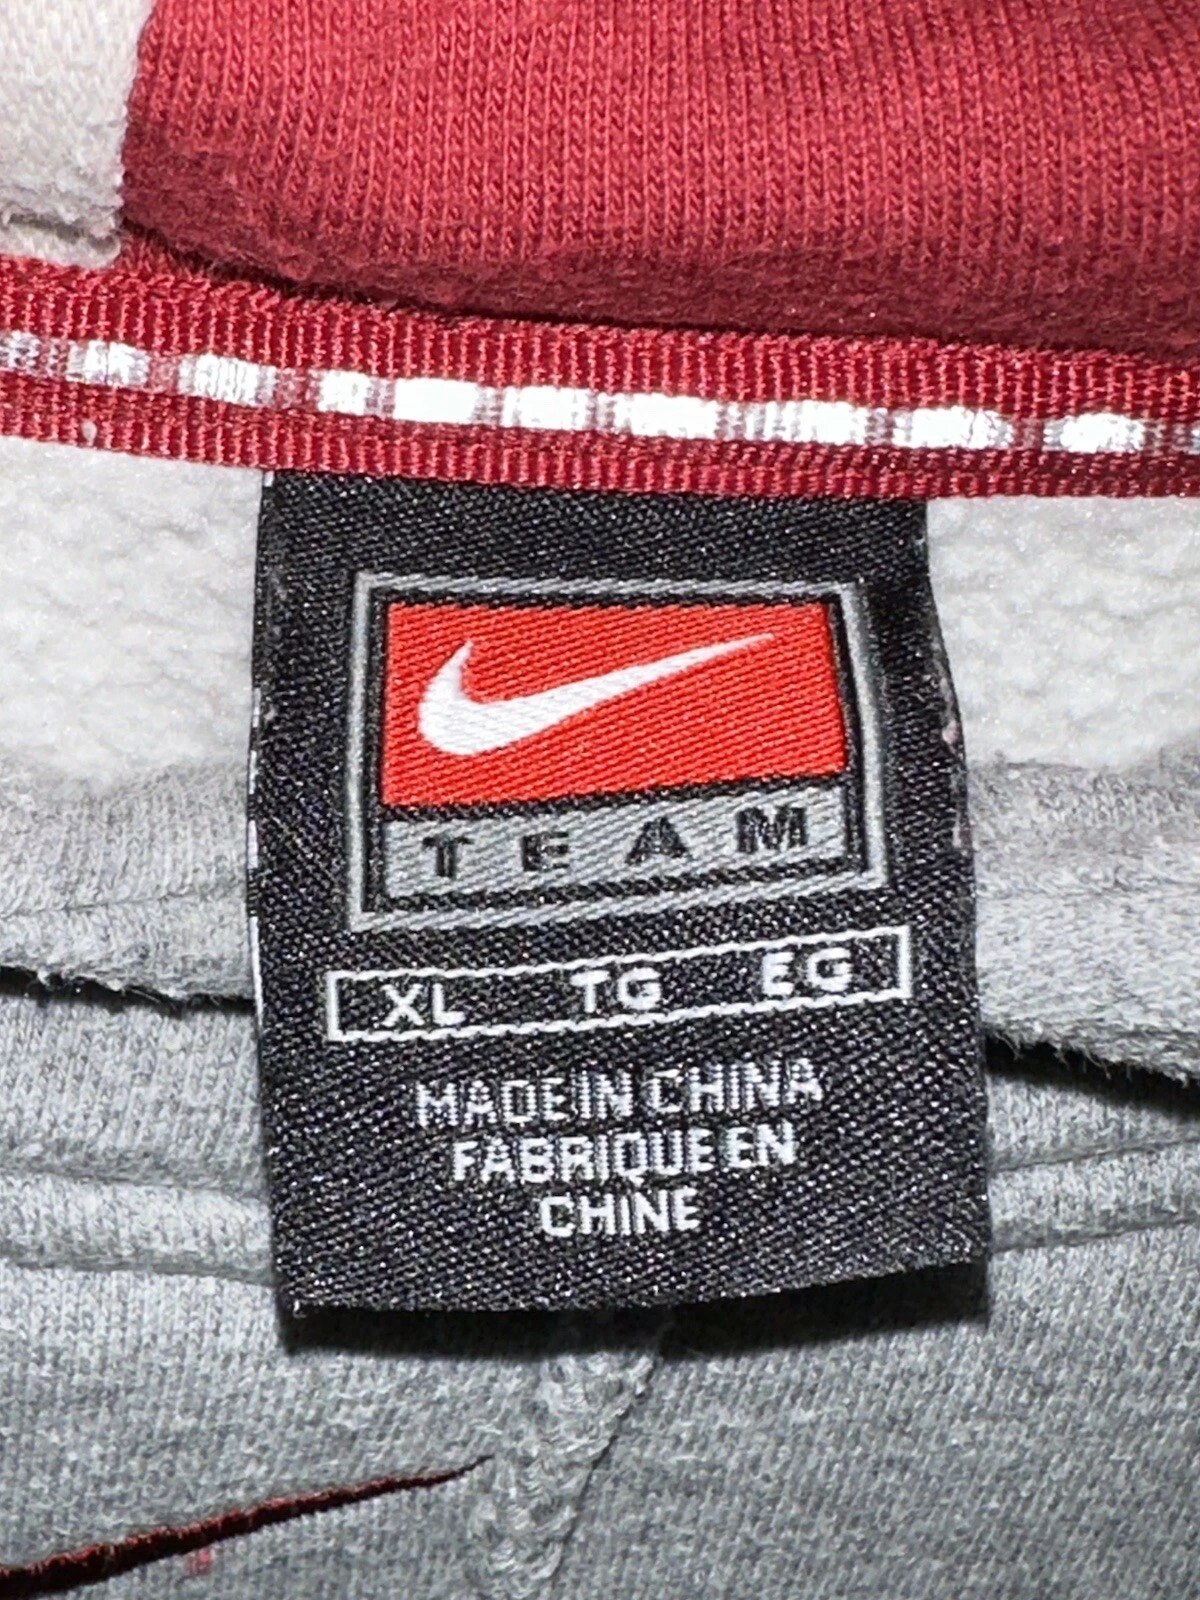 TEAM
XL TG EG
MADE IN CHINA
FABRIQUE EN
CHINE